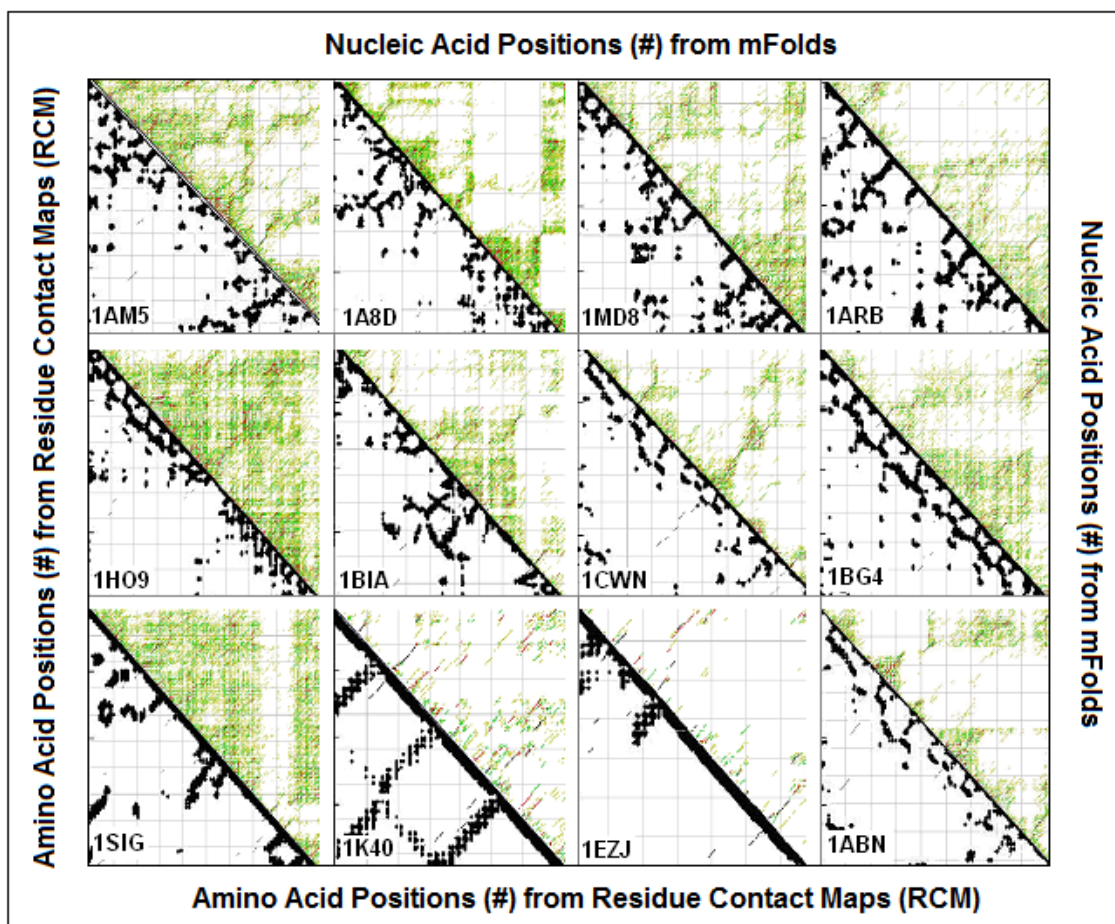 Nucleic Acid Positions (#) from mFolds
Amino Acid Positions (#) from Residue Contact Maps (RCM)
Nucleic Acid Positions (#) from mFolds
1AM5
1A8D
1MD8
1ARB
1HO9
1BIA
1CWN
1BG4
1SIG
1K40
1EZJ
1ABN
Amino Acid Positions (#) from Residue Contact Maps (RCM)